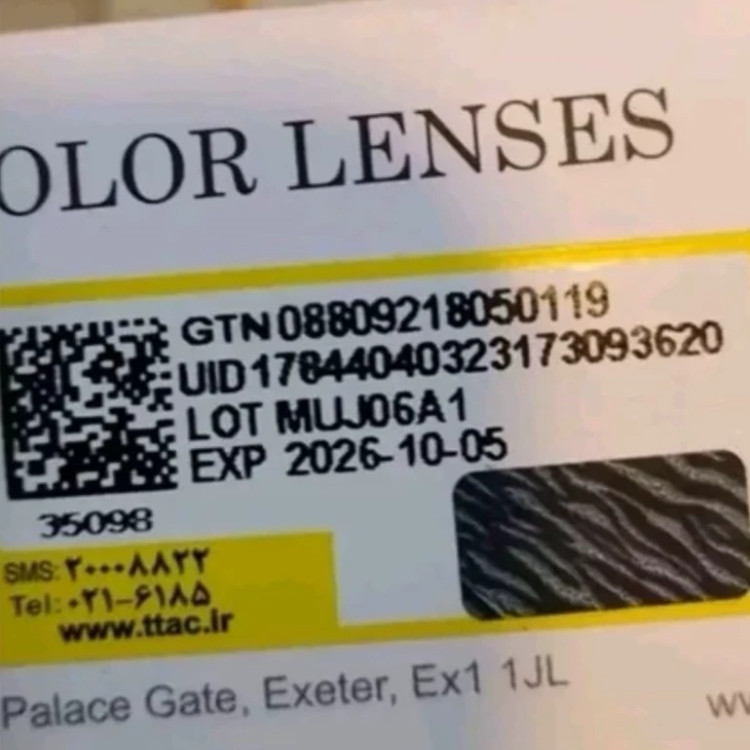 OLOR LENSES
GTN 08809218050119
UID 17844040323173093620
LOT MUJ06A1
EXP 2026-10-05
35098
SMS: ۲۰۰۰۸۸۲۲
Tel: ۰۲۱-۶۱۸۵
www.ttac.ir
Palace Gate, Exeter, Ex1 1JL